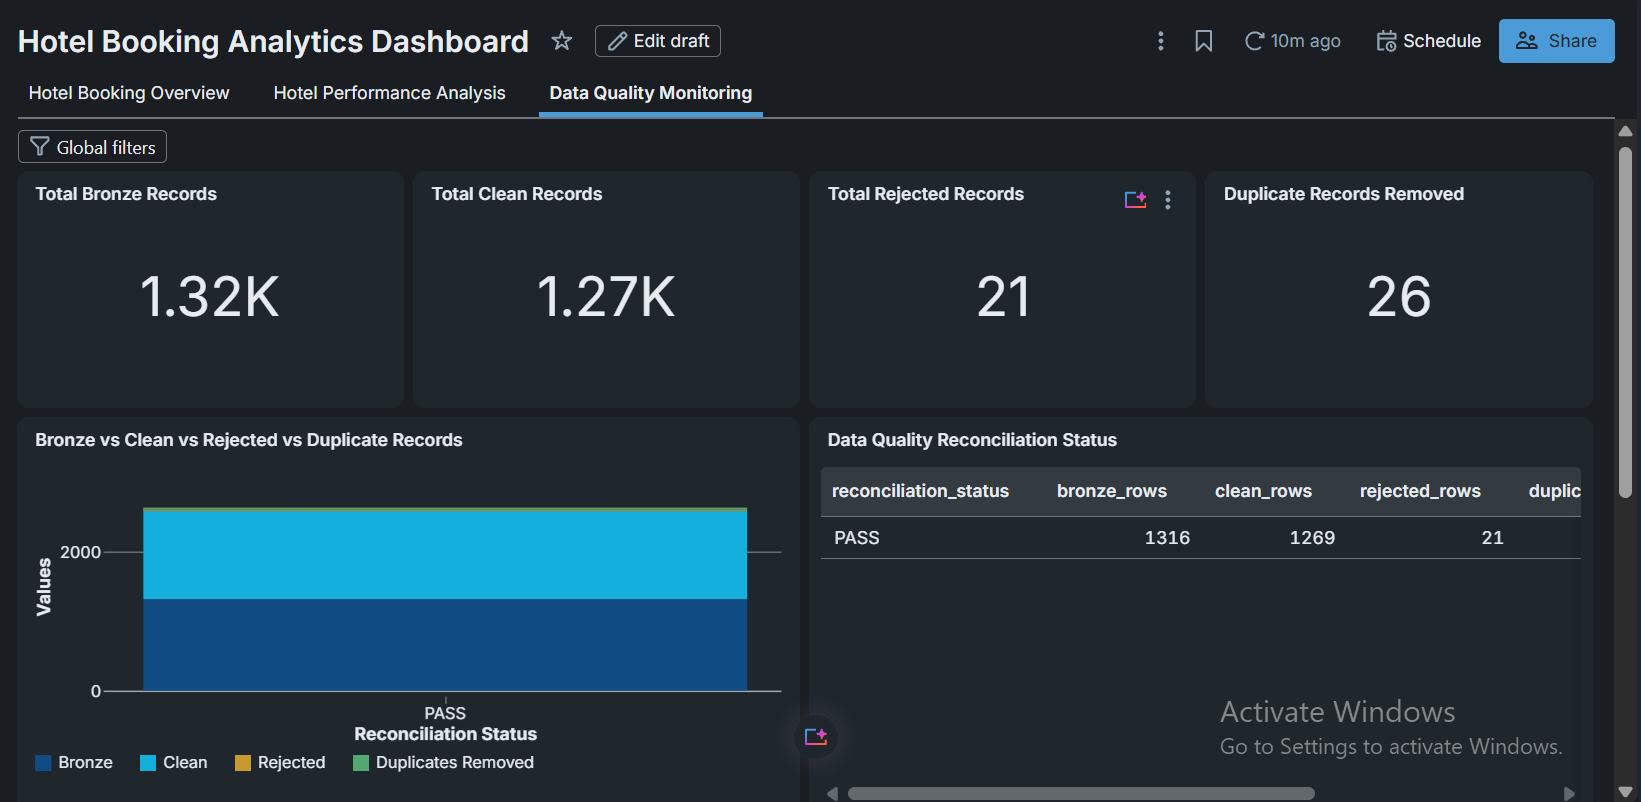 Hotel Booking Analytics Dashboard
Edit draft
10m ago
Schedule
Share
Hotel Booking Overview
Hotel Performance Analysis
Data Quality Monitoring
Global filters
Total Bronze Records
1.32K
Total Clean Records
1.27K
Total Rejected Records
21
Duplicate Records Removed
26
Bronze vs Clean vs Rejected vs Duplicate Records
Values
2000
0
PASS
Reconciliation Status
Bronze
Clean
Rejected
Duplicates Removed
Data Quality Reconciliation Status
reconciliation_status bronze_rows clean_rows rejected_rows duplic
PASS 1316 1269 21
Activate Windows
Go to Settings to activate Windows.